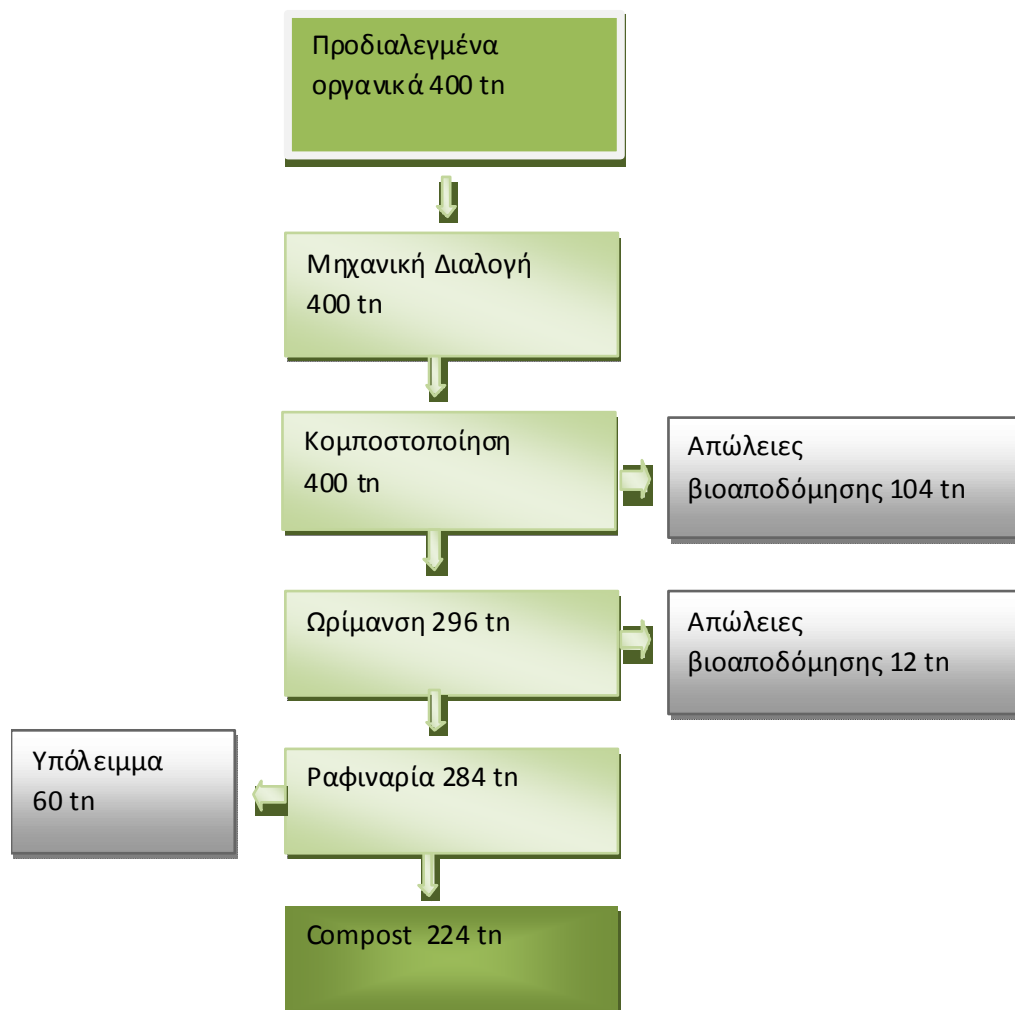 Προδιαλεγμένα
οργανικά 400 tn
Μηχανική Διαλογή
400 tn
Κομποστοποίηση
400 tn
Απώλειες
βιοαποδόμησης 104 tn
Ωρίμανση 296 tn
Απώλειες
βιοαποδόμησης 12 tn
Υπόλειμμα
60 tn
Ραφιναρία 284 tn
Compost 224 tn